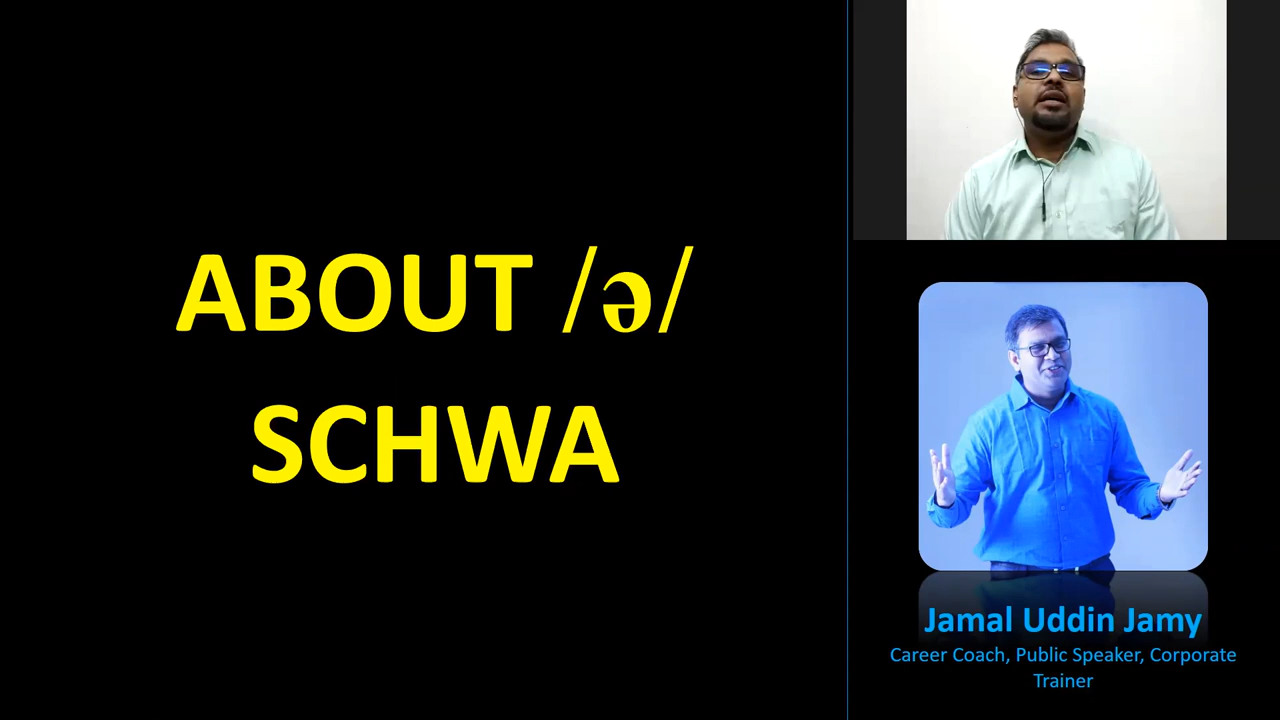 ABOUT /ə/
SCHWA
Jamal Uddin Jamy
Career Coach, Public Speaker, Corporate
Trainer